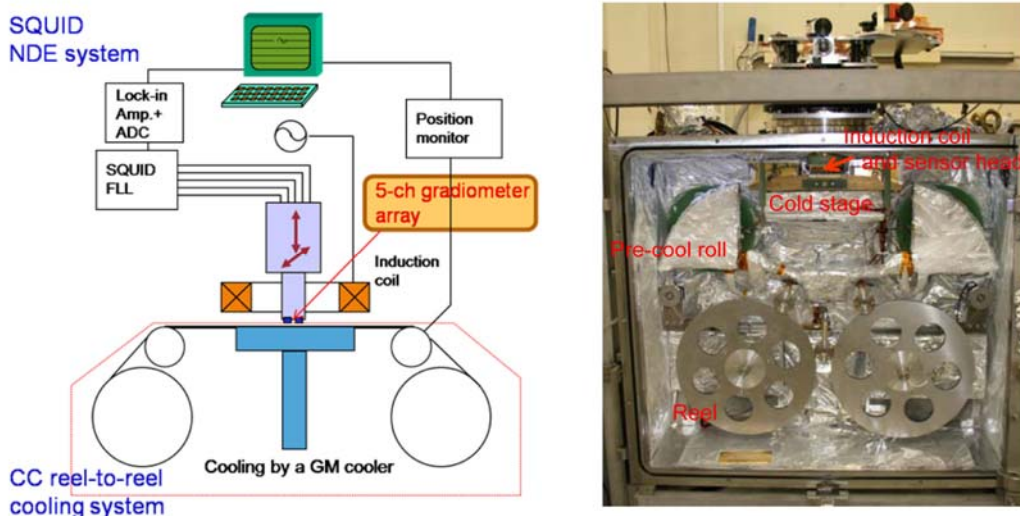 SQUID
NDE system
Lock-in
Amp.+
ADC
SQUID
FLL
Position
monitor
5-ch gradiometer
array
Induction
coil
Cooling by a GM cooler
CC reel-to-reel
cooling system
Induction coil
and sensor head
Cold stage
Pre-cool roll
Reel